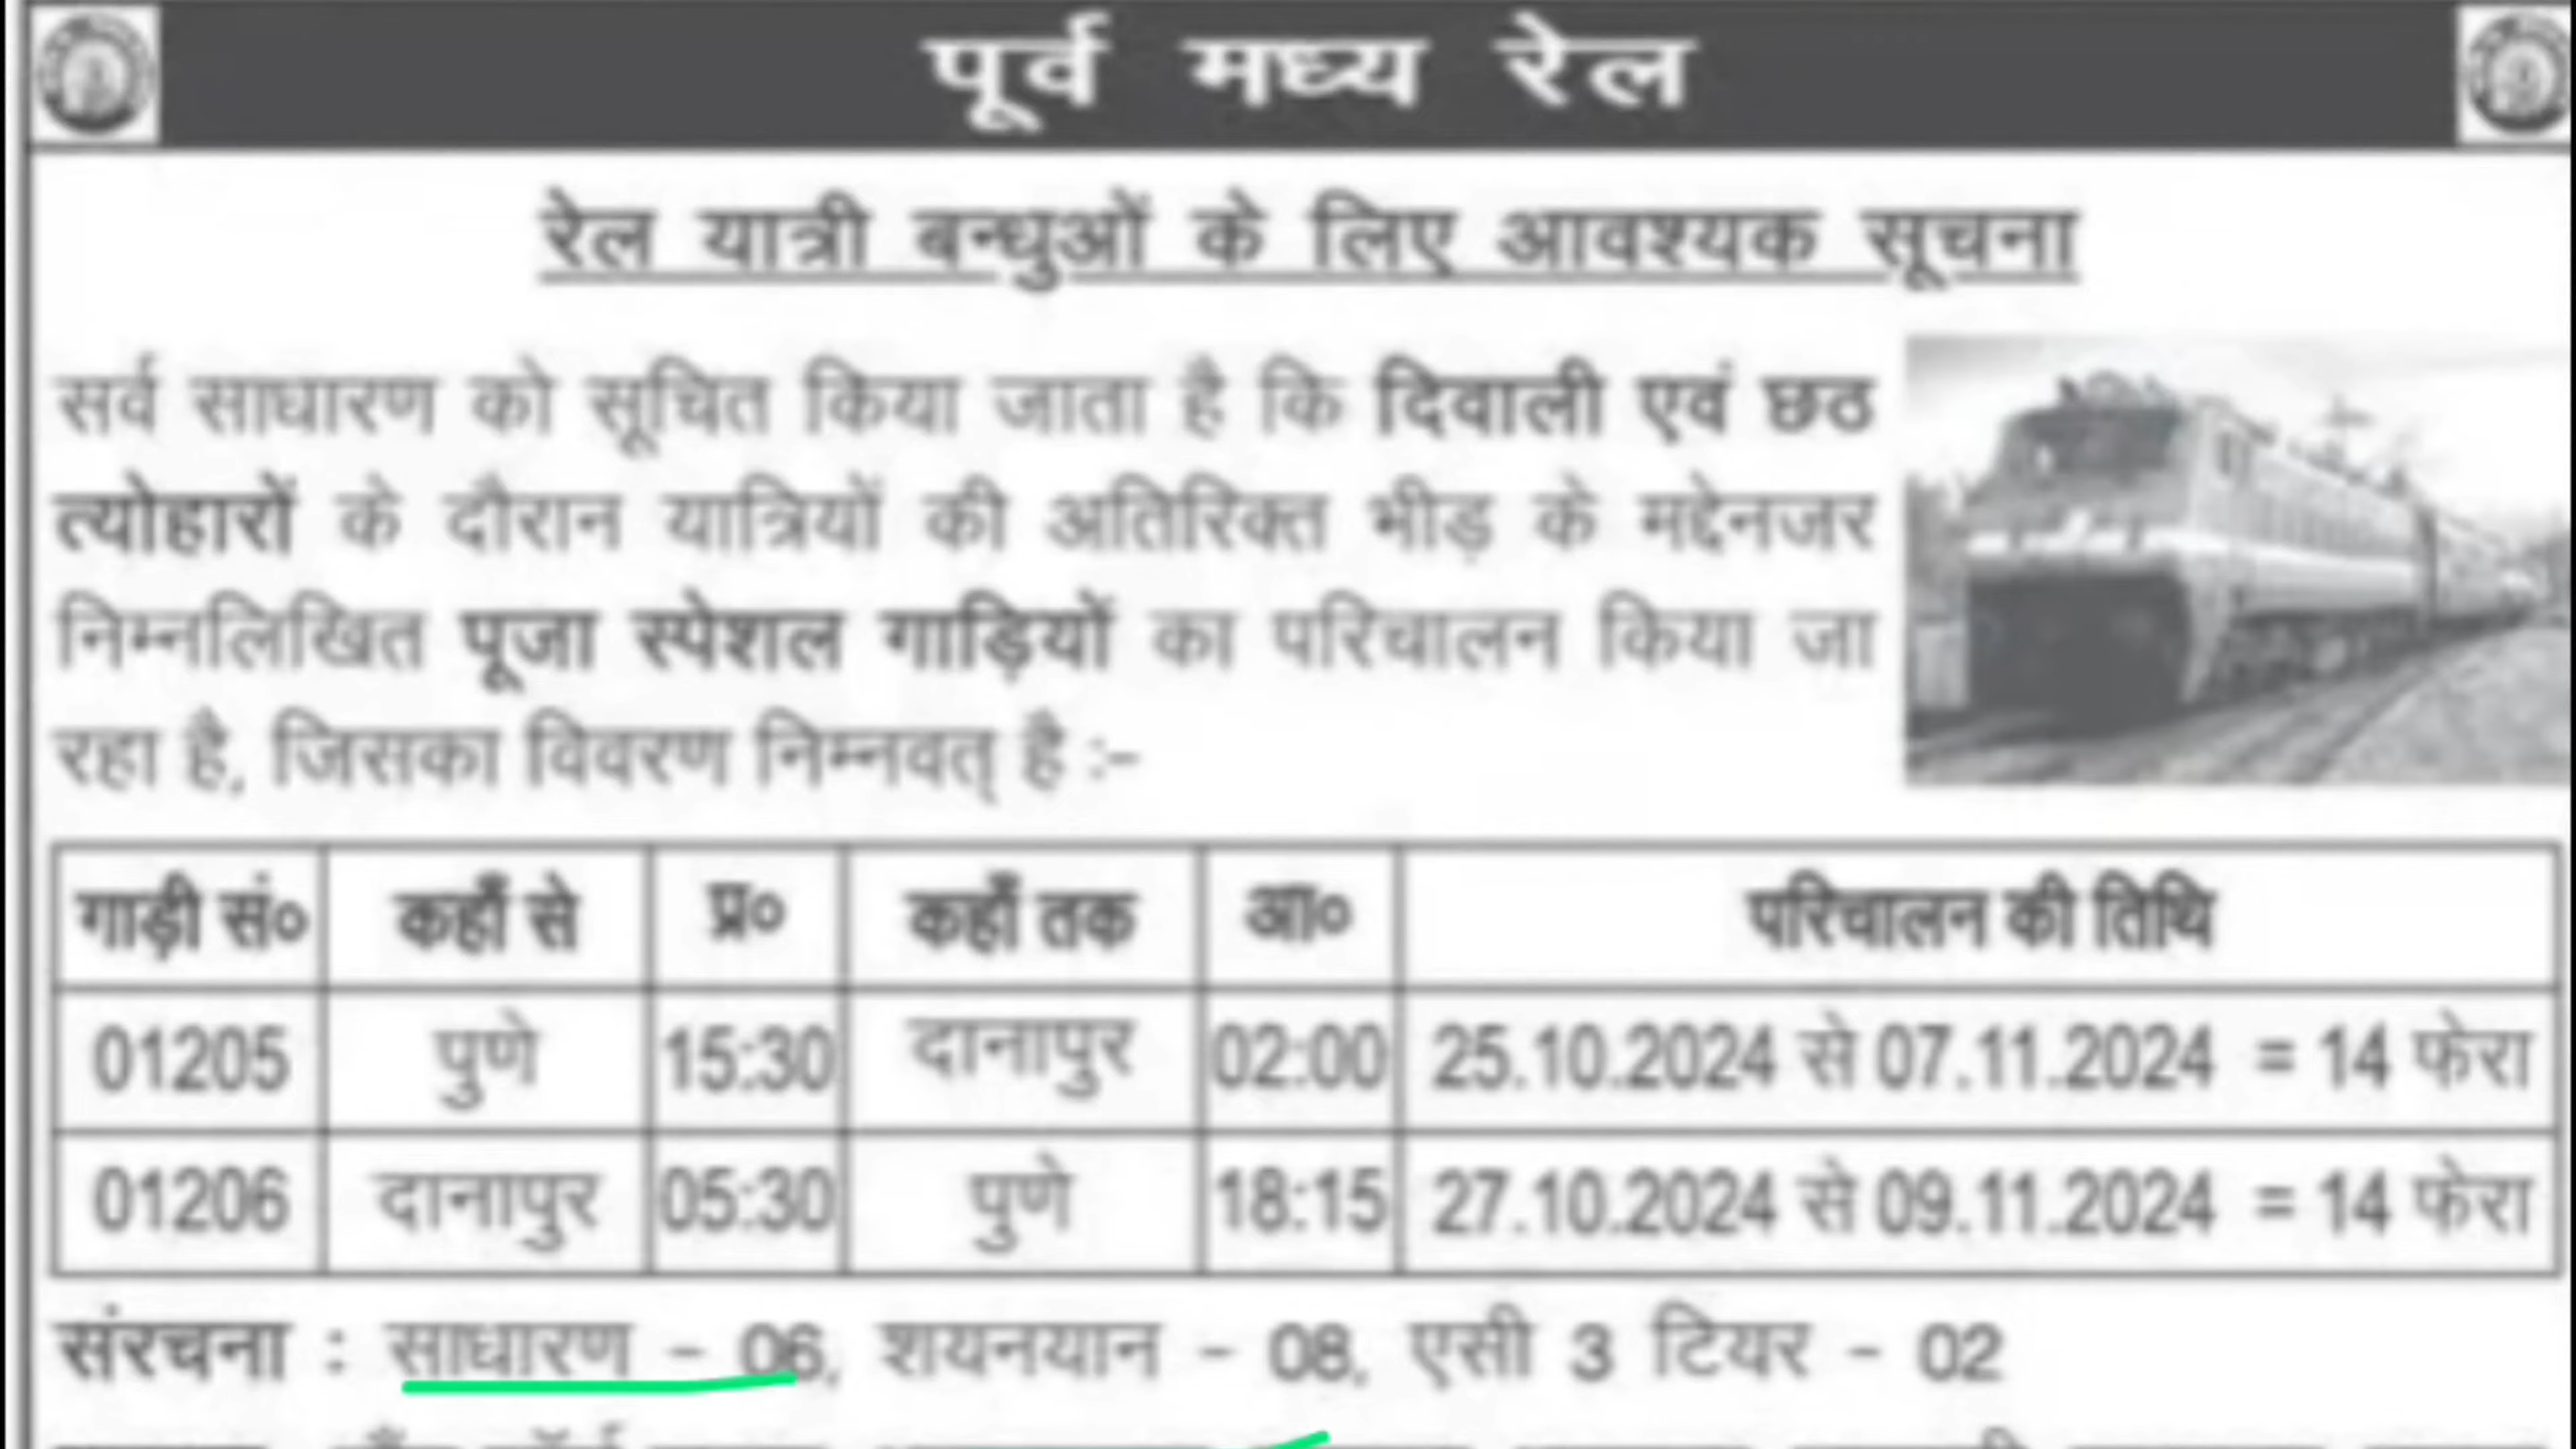 पूर्व मध्य रेल
रेल यात्री बन्धुओं के लिए आवश्यक सूचना
सर्व साधारण को सूचित किया जाता है कि दिवाली एवं छठ
त्योहारों के दौरान यात्रियों की अतिरिक्त भीड़ के मद्देनजर
निम्नलिखित पूजा स्पेशल गाड़ियों का परिचालन किया जा
रहा है, जिसका विवरण निम्नवत् है :-
गाड़ी सं० कहाँ से प्र० कहाँ तक आ० परिचालन की तिथि
01205 पुणे 15:30 दानापुर 02:00 25.10.2024 से 07.11.2024 = 14 फेरा
01206 दानापुर 05:30 पुणे 18:15 27.10.2024 से 09.11.2024 = 14 फेरा
संरचना : साधारण - 06, शयनयान - 08, एसी 3 टियर - 02